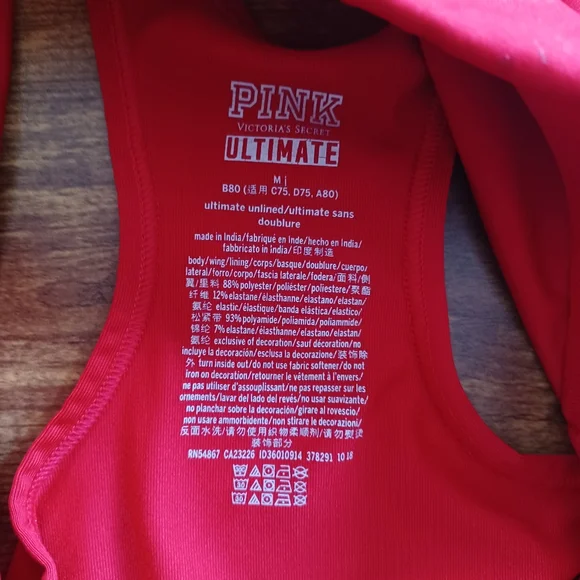 PINK
VICTORIA'S SECRET
ULTIMATE
M |
B80 (适用 C75, D75, A80)
ultimate unlined/ultimate sans
doublure
made in India/fabriqué en Inde/hecho en India/
fabbricato in India/印度制造
body/wing/lining/corps/basque/doublure/cuerpo/
lateral/forro/corpo/fascia laterale/fodera/面料/侧
翼/里料 88% polyester/poliéster/poliestere/聚酯
纤维 12% elastane/élasthanne/elastano/elastan/
氨纶 elastic/élastique/banda elástica/elastico/
松紧带 93% polyamide/poliamida/poliammide/
锦纶 7% elastane/élasthanne/elastano/elastan/
氨纶 exclusive of decoration/sauf décoration/no
incluye la decoración/esclusa la decorazione/装饰除
外 turn inside out/do not use fabric softener/do not
iron on decoration/retourner le vêtement à l'envers/
ne pas utiliser d'assouplissant/ne pas repasser sur les
ornements/lavar del lado del revés/no usar suavizante/
no planchar sobre la decoración/girare al rovescio/
non usare ammorbidente/non stirare le decorazioni/
反面水洗/请勿使用织物柔顺剂/请勿熨烫
装饰部分
RN54867 CA23226 ID36010914 378291 10 18